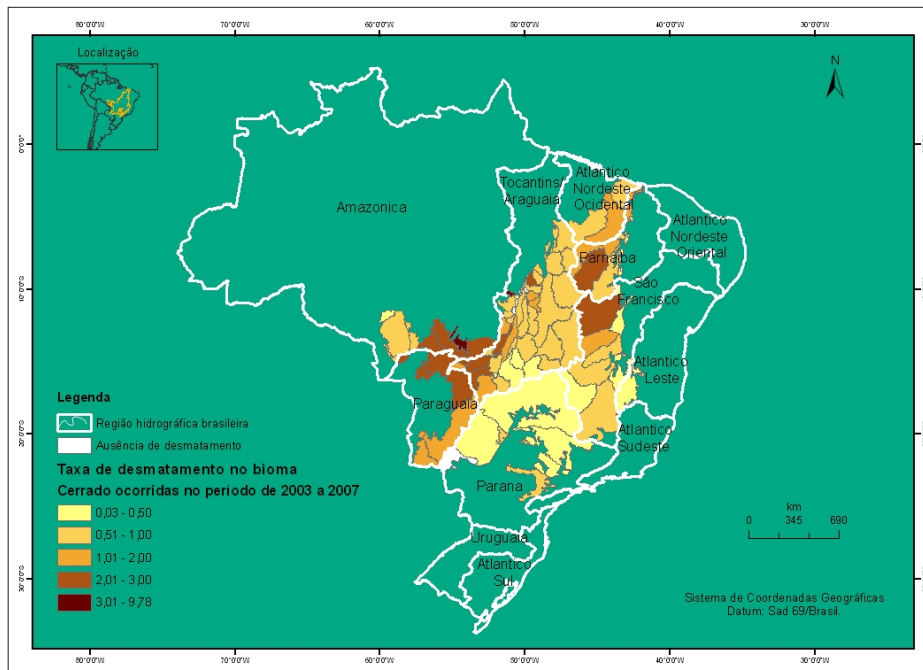 80°0'0"W 70°0'0"W 60°0'0"W 50°0'0"W 40°0'0"W
Localização
N
0°0'0"
10°0'0"S
20°0'0"S
30°0'0"S
Amazonica
Tocantins/
Araguaia
Atlantico
Nordeste
Ocidental
Atlantico
Nordeste
Oriental
Parnaiba
São
Francisco
Atlantico
Leste
Paraguaia
Atlantico
Sudeste
Parana
Uruguaia
Atlantico
Sul
Legenda
Região hidrográfica brasileira
Ausência de desmatamento
Taxa de desmatamento no bioma
Cerrado ocorridas no período de 2003 a 2007
0,03 - 0,50
0,51 - 1,00
1,01 - 2,00
2,01 - 3,00
3,01 - 9,78
km
0 345 690
Sistema de Coordenadas Geográficas
Datum: Sad 69/Brasil.
80°0'0"W 70°0'0"W 60°0'0"W 50°0'0"W 40°0'0"W